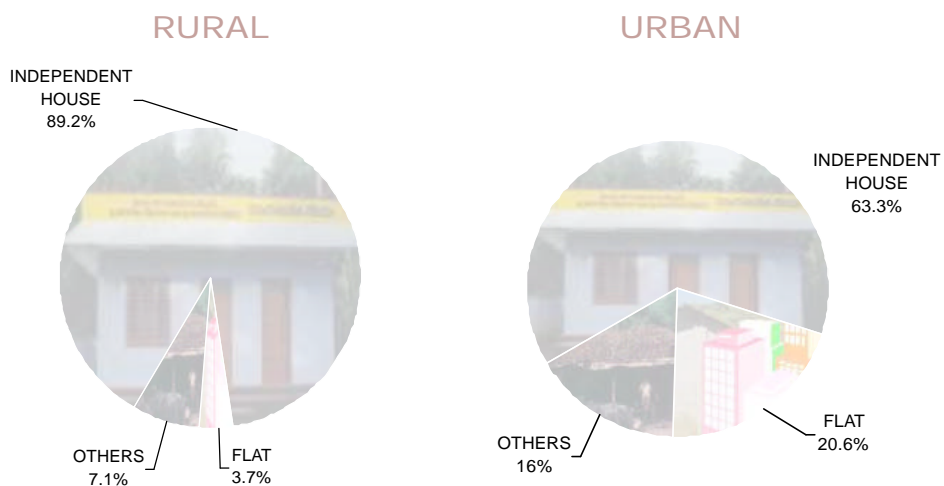 RURAL
INDEPENDENT
HOUSE
89.2%
OTHERS
7.1%
FLAT
3.7%
URBAN
INDEPENDENT
HOUSE
63.3%
OTHERS
16%
FLAT
20.6%